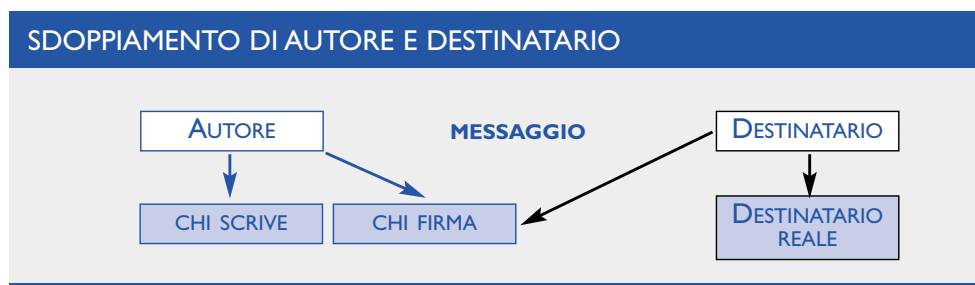 SDOPPIAMENTO DI AUTORE E DESTINATARIO
AUTORE
MESSAGGIO
DESTINATARIO
CHI SCRIVE
CHI FIRMA
DESTINATARIO
REALE